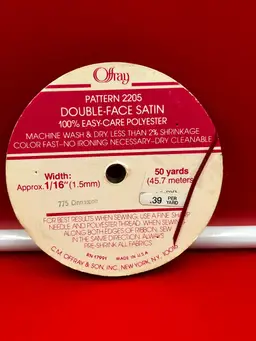 Offray
PATTERN 2205
DOUBLE-FACE SATIN
100% EASY-CARE POLYESTER
MACHINE WASH & DRY LESS THAN 2% SHRINKAGE
COLOR FAST–NO IRONING NECESSARY–DRY CLEANABLE
Width:
Approx. 1/16" (1.5mm)
50 yards
(45.7 meters
775
.39 PER YARD
FOR BEST RESULTS WHEN SEWING, USE A FINE SHARP
NEEDLE AND POLYESTER THREAD. WHEN SEWING
ALONG BOTH EDGES OF RIBBON, SEW
IN THE SAME DIRECTION. ALWAYS
PRE-SHRINK ALL FABRICS
RN 17991 MADE IN U.S.A.
C.M. OFFRAY & SON, INC., NEW YORK, N.Y.